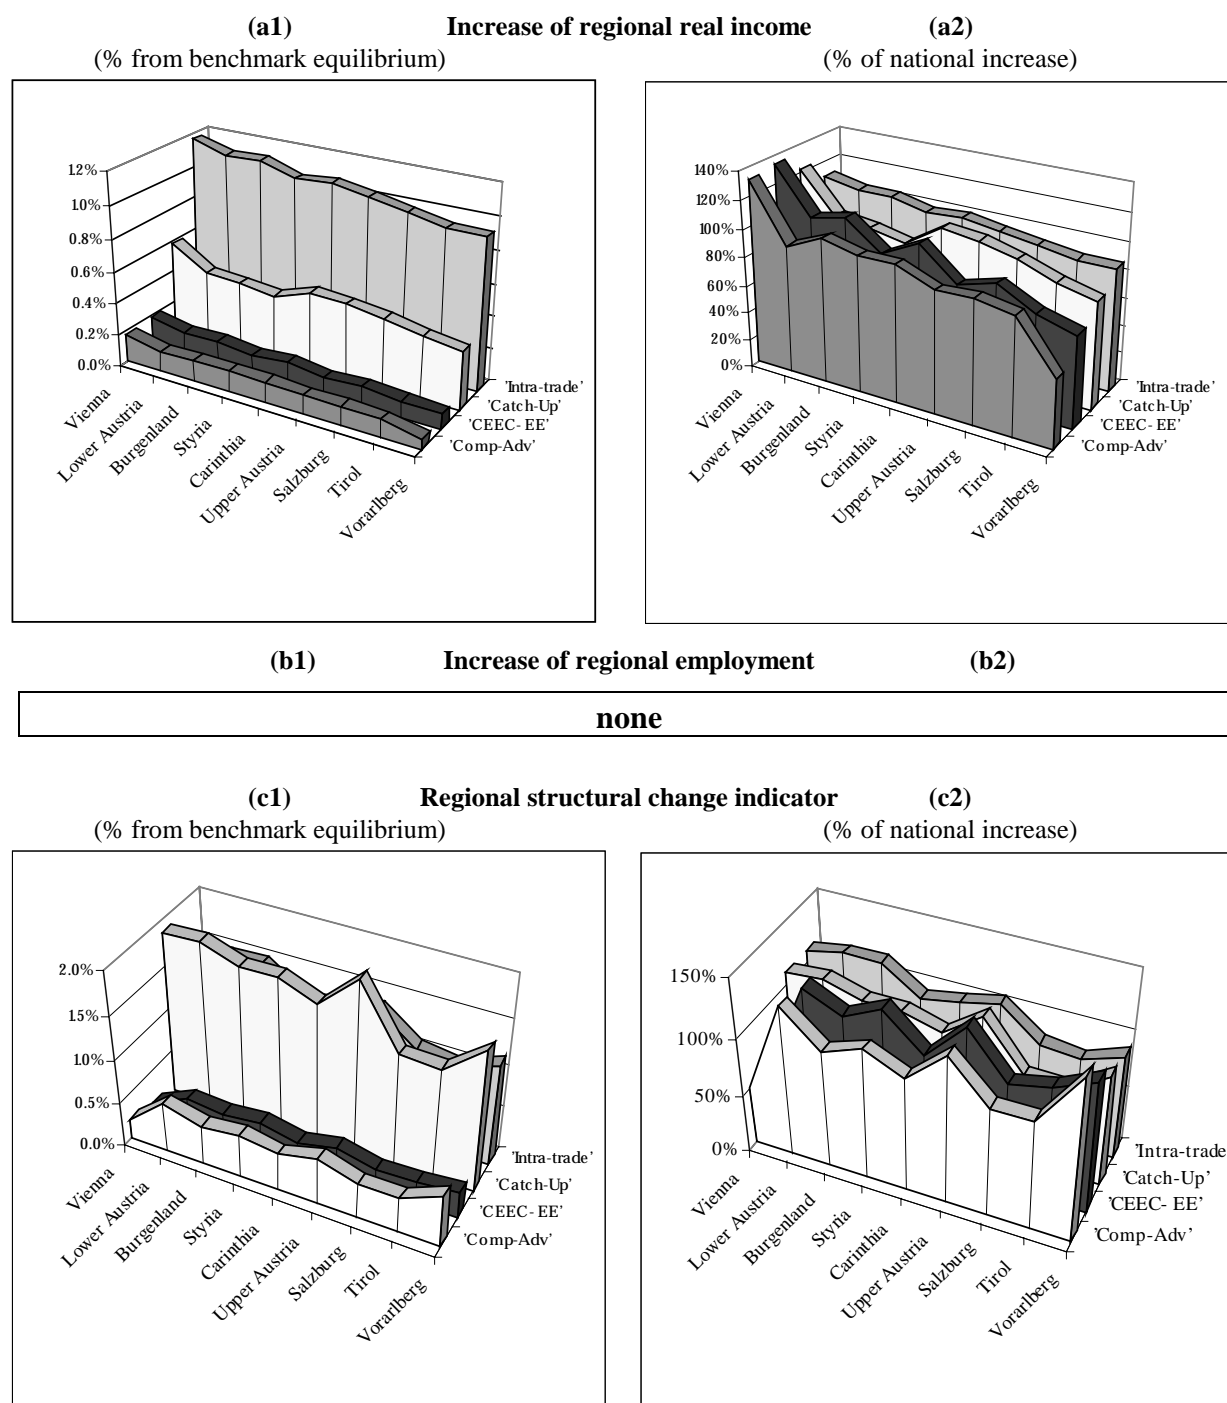 (a1) Increase of regional real income (a2)
(% from benchmark equilibrium) (% of national increase)
1.2%
1.0%
0.8%
0.6%
0.4%
0.2%
0.0%
Vienna
Lower Austria
Burgenland
Styria
Carinthia
Upper Austria
Salzburg
Tirol
Vorarlberg
'Intra-trade'
'Catch-Up'
'CEEC- EE'
'Comp-Adv'
140%
120%
100%
80%
60%
40%
20%
0%
Vienna
Lower Austria
Burgenland
Styria
Carinthia
Upper Austria
Salzburg
Tirol
Vorarlberg
'Intra-trade'
'Catch-Up'
'CEEC- EE'
'Comp-Adv'
(b1) Increase of regional employment (b2)
none
(c1) Regional structural change indicator (c2)
(% from benchmark equilibrium) (% of national increase)
2.0%
1.5%
1.0%
0.5%
0.0%
Vienna
Lower Austria
Burgenland
Styria
Carinthia
Upper Austria
Salzburg
Tirol
Vorarlberg
'Intra-trade'
'Catch-Up'
'CEEC- EE'
'Comp-Adv'
150%
100%
50%
0%
Vienna
Lower Austria
Burgenland
Styria
Carinthia
Upper Austria
Salzburg
Tirol
Vorarlberg
'Intra-trade
'Catch-Up'
'CEEC- EE'
'Comp-Adv'